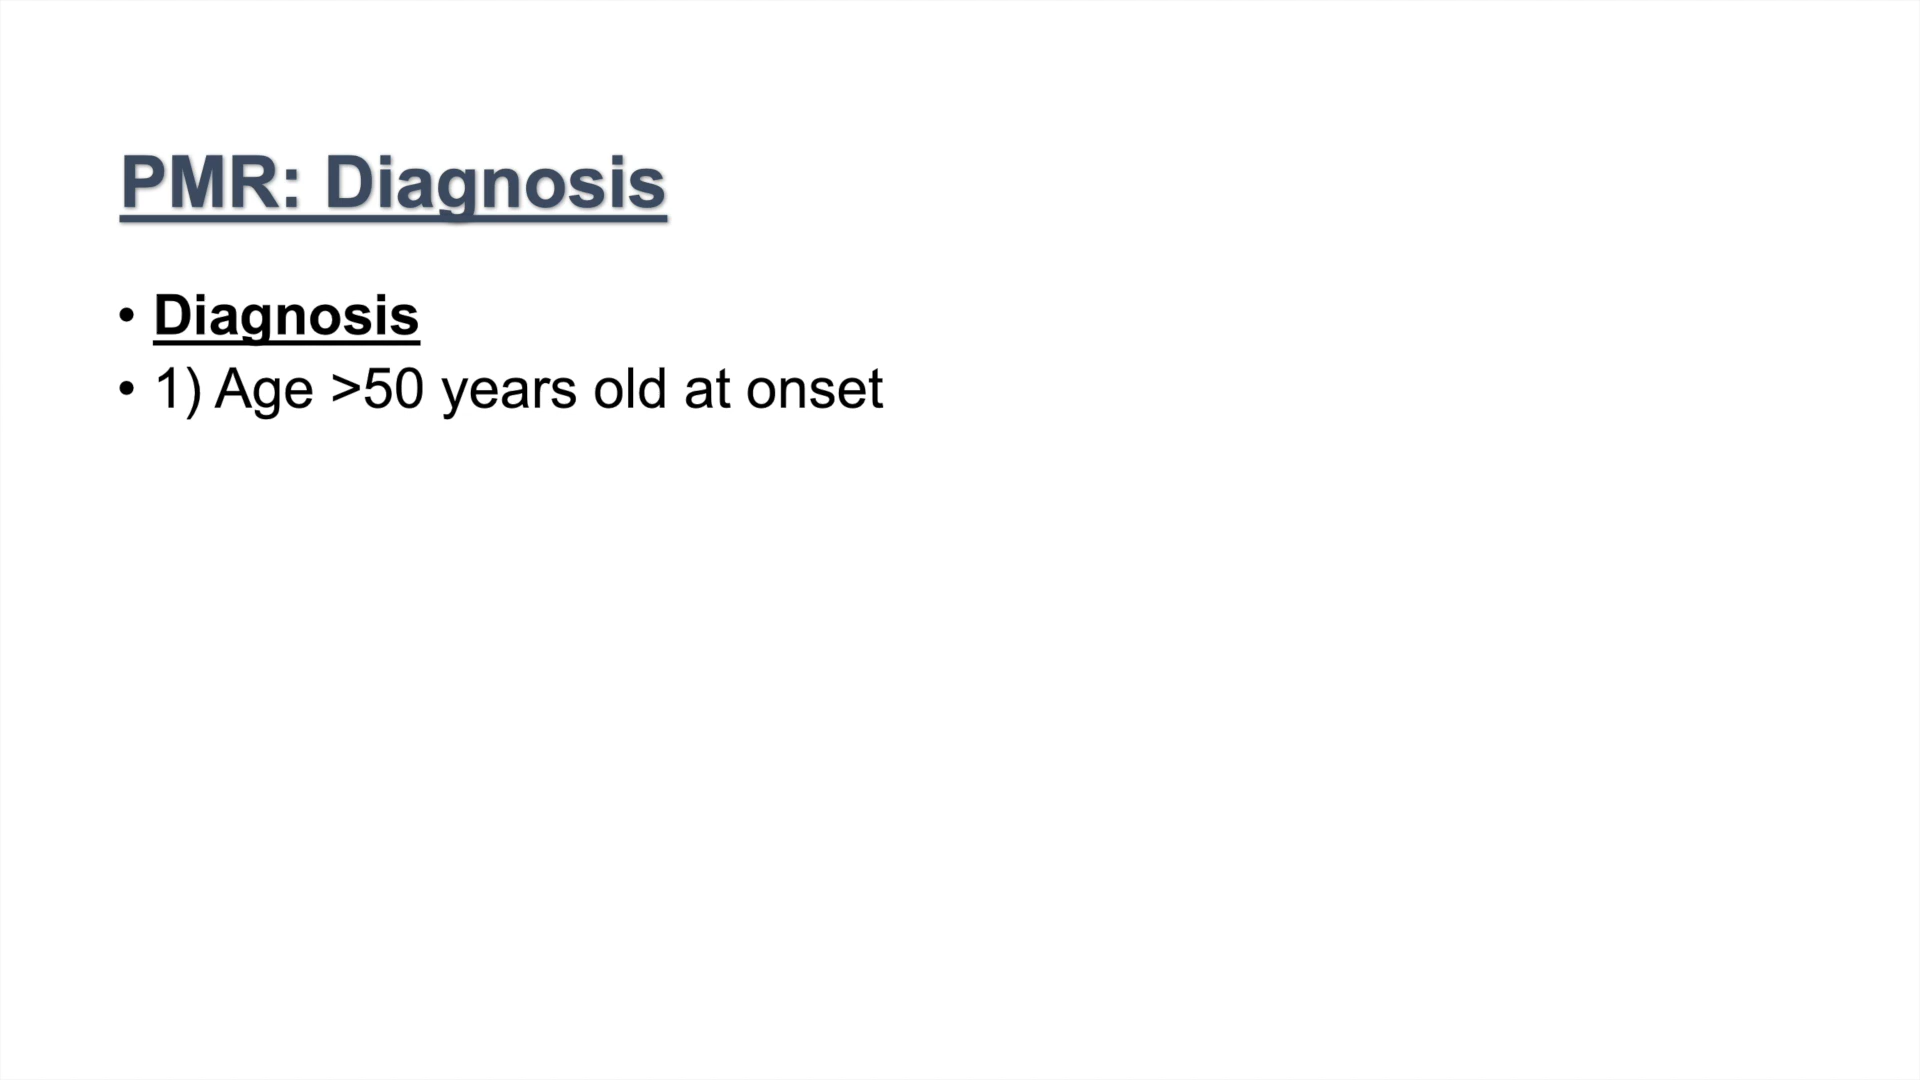 PMR: Diagnosis
• Diagnosis
• 1) Age >50 years old at onset